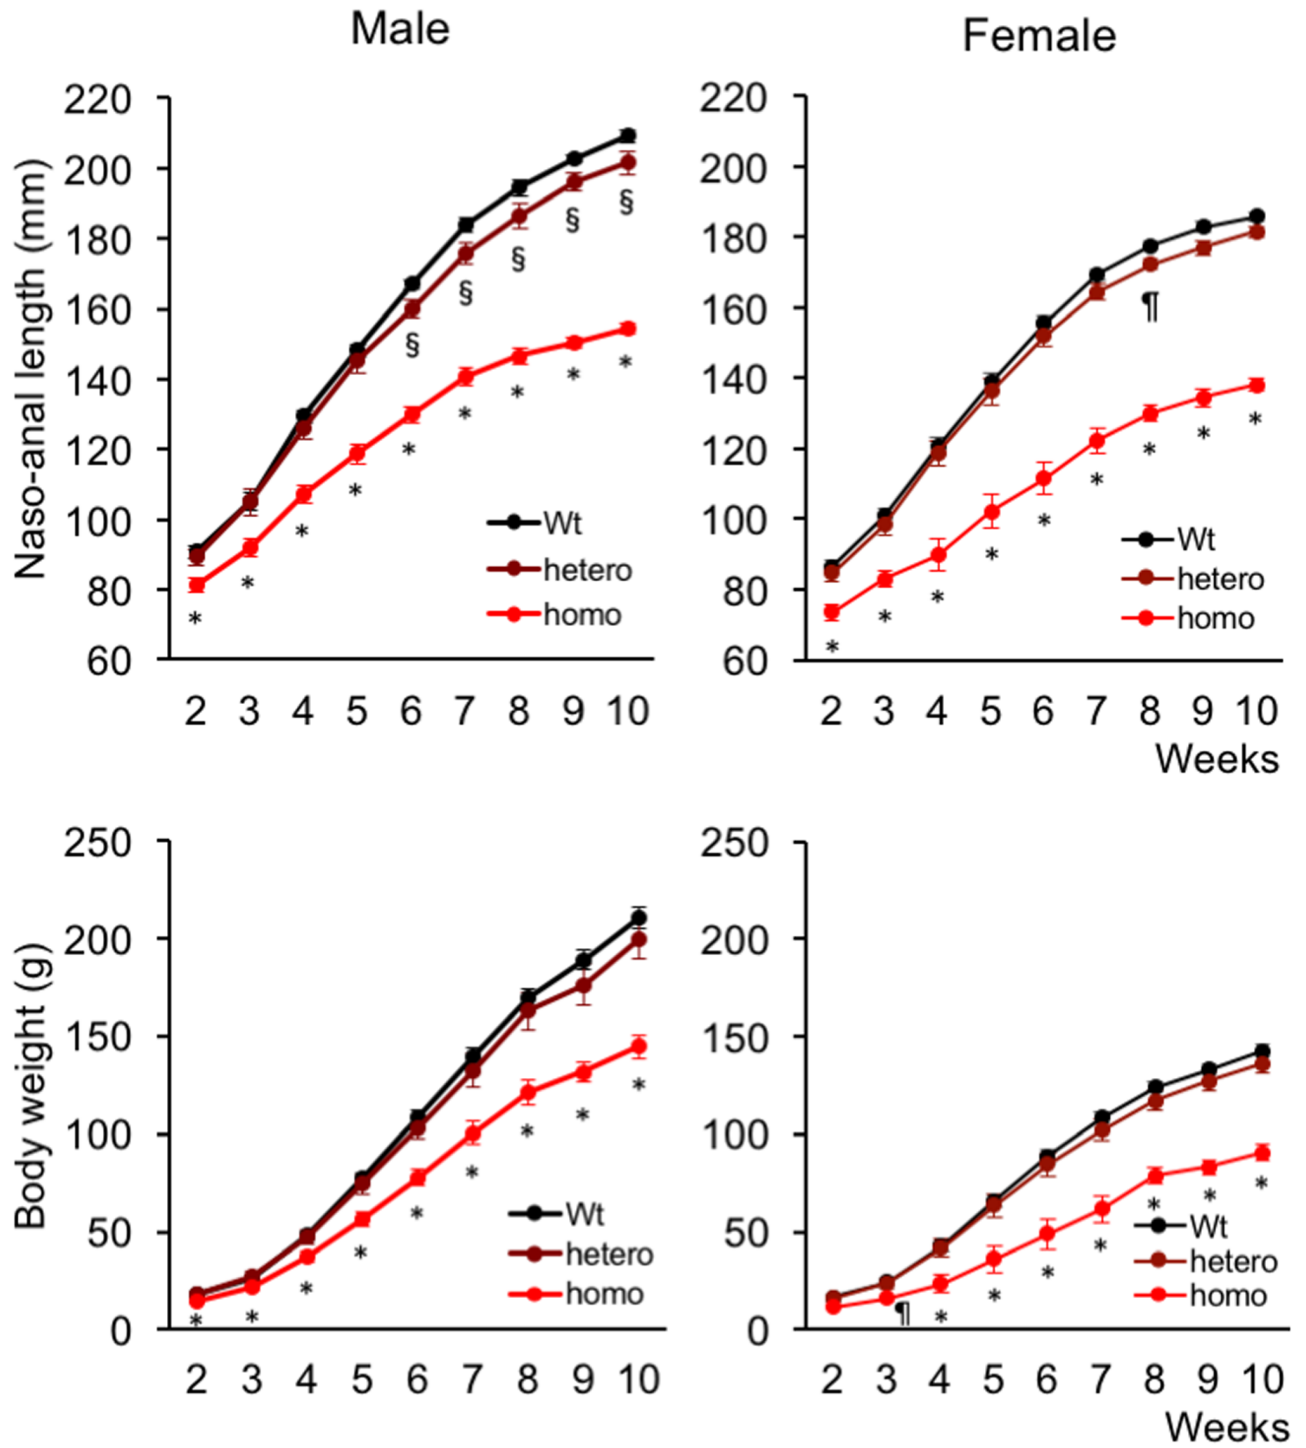 Male
Female
Naso-anal length (mm)
220
200
180
160
140
120
100
80
60
§ § § § §
* * * * * * * * *
Wt
hetero
homo
2 3 4 5 6 7 8 9 10
220
200
180
160
140
120
100
80
60
¶
* * * * * * * * *
Wt
hetero
homo
2 3 4 5 6 7 8 9 10
Weeks
Body weight (g)
250
200
150
100
50
0
* * * * * * * * *
Wt
hetero
homo
2 3 4 5 6 7 8 9 10
250
200
150
100
50
0
¶ * * * * * * *
Wt
hetero
homo
2 3 4 5 6 7 8 9 10
Weeks